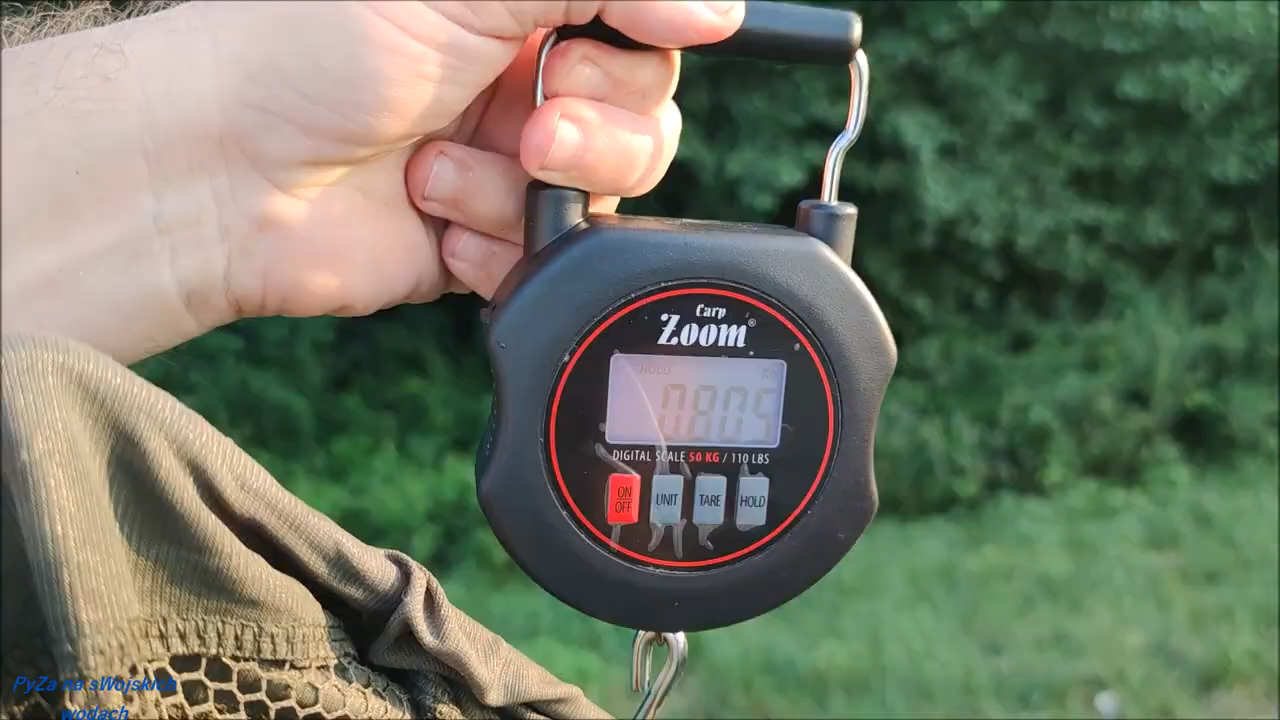 Carp
Zoom®
HOLD
KG
0805
DIGITAL SCALE 50 KG / 110 LBS
ON
OFF
UNIT
TARE
HOLD
PyZa na sWojskich
wodach